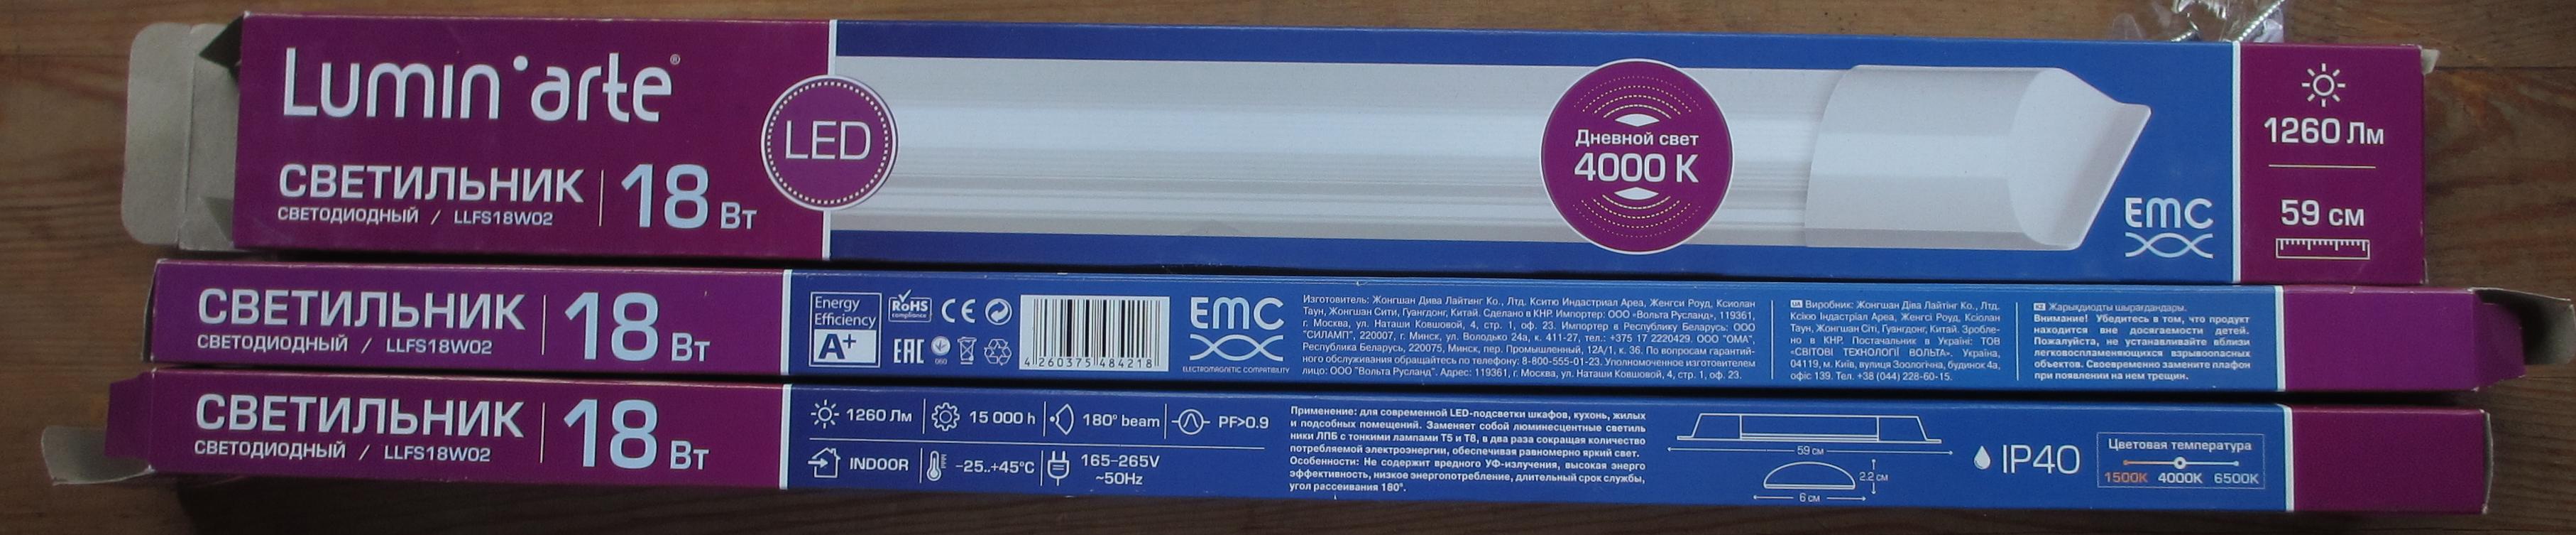 Lumin'arte®
СВЕТИЛЬНИК
СВЕТОДИОДНЫЙ / LLFS18W02
18 Вт
LED
Дневной свет
4000 К
EMC
1260 Лм
59 см
СВЕТИЛЬНИК
СВЕТОДИОДНЫЙ / LLFS18W02
18 Вт
Energy
Efficiency
A+
RoHS
compliance
CE
EAC
4 260375 484218
EMC
ELECTROMAGNETIC COMPATIBILITY
Изготовитель: Жонгшан Дива Лайтинг Ко., Лтд. Кситю Индастриал Ареа, Женгси Роуд, Ксиолан
Таун, Жонгшан Сити, Гуангдонг, Китай. Сделано в КНР. Импортер: ООО «Вольта Русланд», 119361,
г. Москва, ул. Наташи Ковшовой, 4, стр. 1, оф. 23. Импортер в Республику Беларусь: ООО
"СИЛАМП", 220007, г. Минск, ул. Володько 24а, к. 411-27, тел.: +375 17 2220429. ООО "ОМА",
Республика Беларусь, 220075, Минск, пер. Промышленный, 12А/1, к. 36. По вопросам гарантий-
ного обслуживания обращайтесь по телефону: 8-800-555-01-23. Уполномоченное изготовителем
лицо: ООО "Вольта Русланд". Адрес: 119361, г. Москва, ул. Наташи Ковшовой, 4, стр. 1, оф. 23.
UA Виробник: Жонгшан Діва Лайтінг Ко., Лтд.
Ксікю Індастріал Ареа, Женгсі Роуд, Ксіолан
Таун, Жонгшан Сіті, Гуангдонг, Китай. Зробле-
но в КНР. Постачальник в Україні: ТОВ
«СВІТОВІ ТЕХНОЛОГІЇ ВОЛЬТА». Україна,
04119, м. Київ, вулиця Зоологічна, будинок 4а,
офіс 139. Тел. +38 (044) 228-60-15.
KZ Жарықдиодты шырағдандары.
Внимание! Убедитесь в том, что продукт
находится вне досягаемости детей.
Пожалуйста, не устанавливайте вблизи
легковоспламеняющихся взрывоопасных
объектов. Своевременно замените плафон
при появлении на нем трещин.
СВЕТИЛЬНИК
СВЕТОДИОДНЫЙ / LLFS18W02
18 Вт
1260 Лм
15 000 h
180° beam
PF>0.9
INDOOR
-25..+45°C
165-265V
~50Hz
Применение: для современной LED-подсветки шкафов, кухонь, жилых
и подсобных помещений. Заменяет собой люминесцентные светиль
ники ЛПБ с тонкими лампами Т5 и Т8, в два раза сокращая количество
потребляемой электроэнергии, обеспечивая равномерно яркий свет.
Особенности: Не содержит вредного УФ-излучения, высокая энерго
эффективность, низкое энергопотребление, длительный срок службы,
угол рассеивания 180°.
59 см
2.2 см
6 см
IP40
Цветовая температура
1500K 4000K 6500K